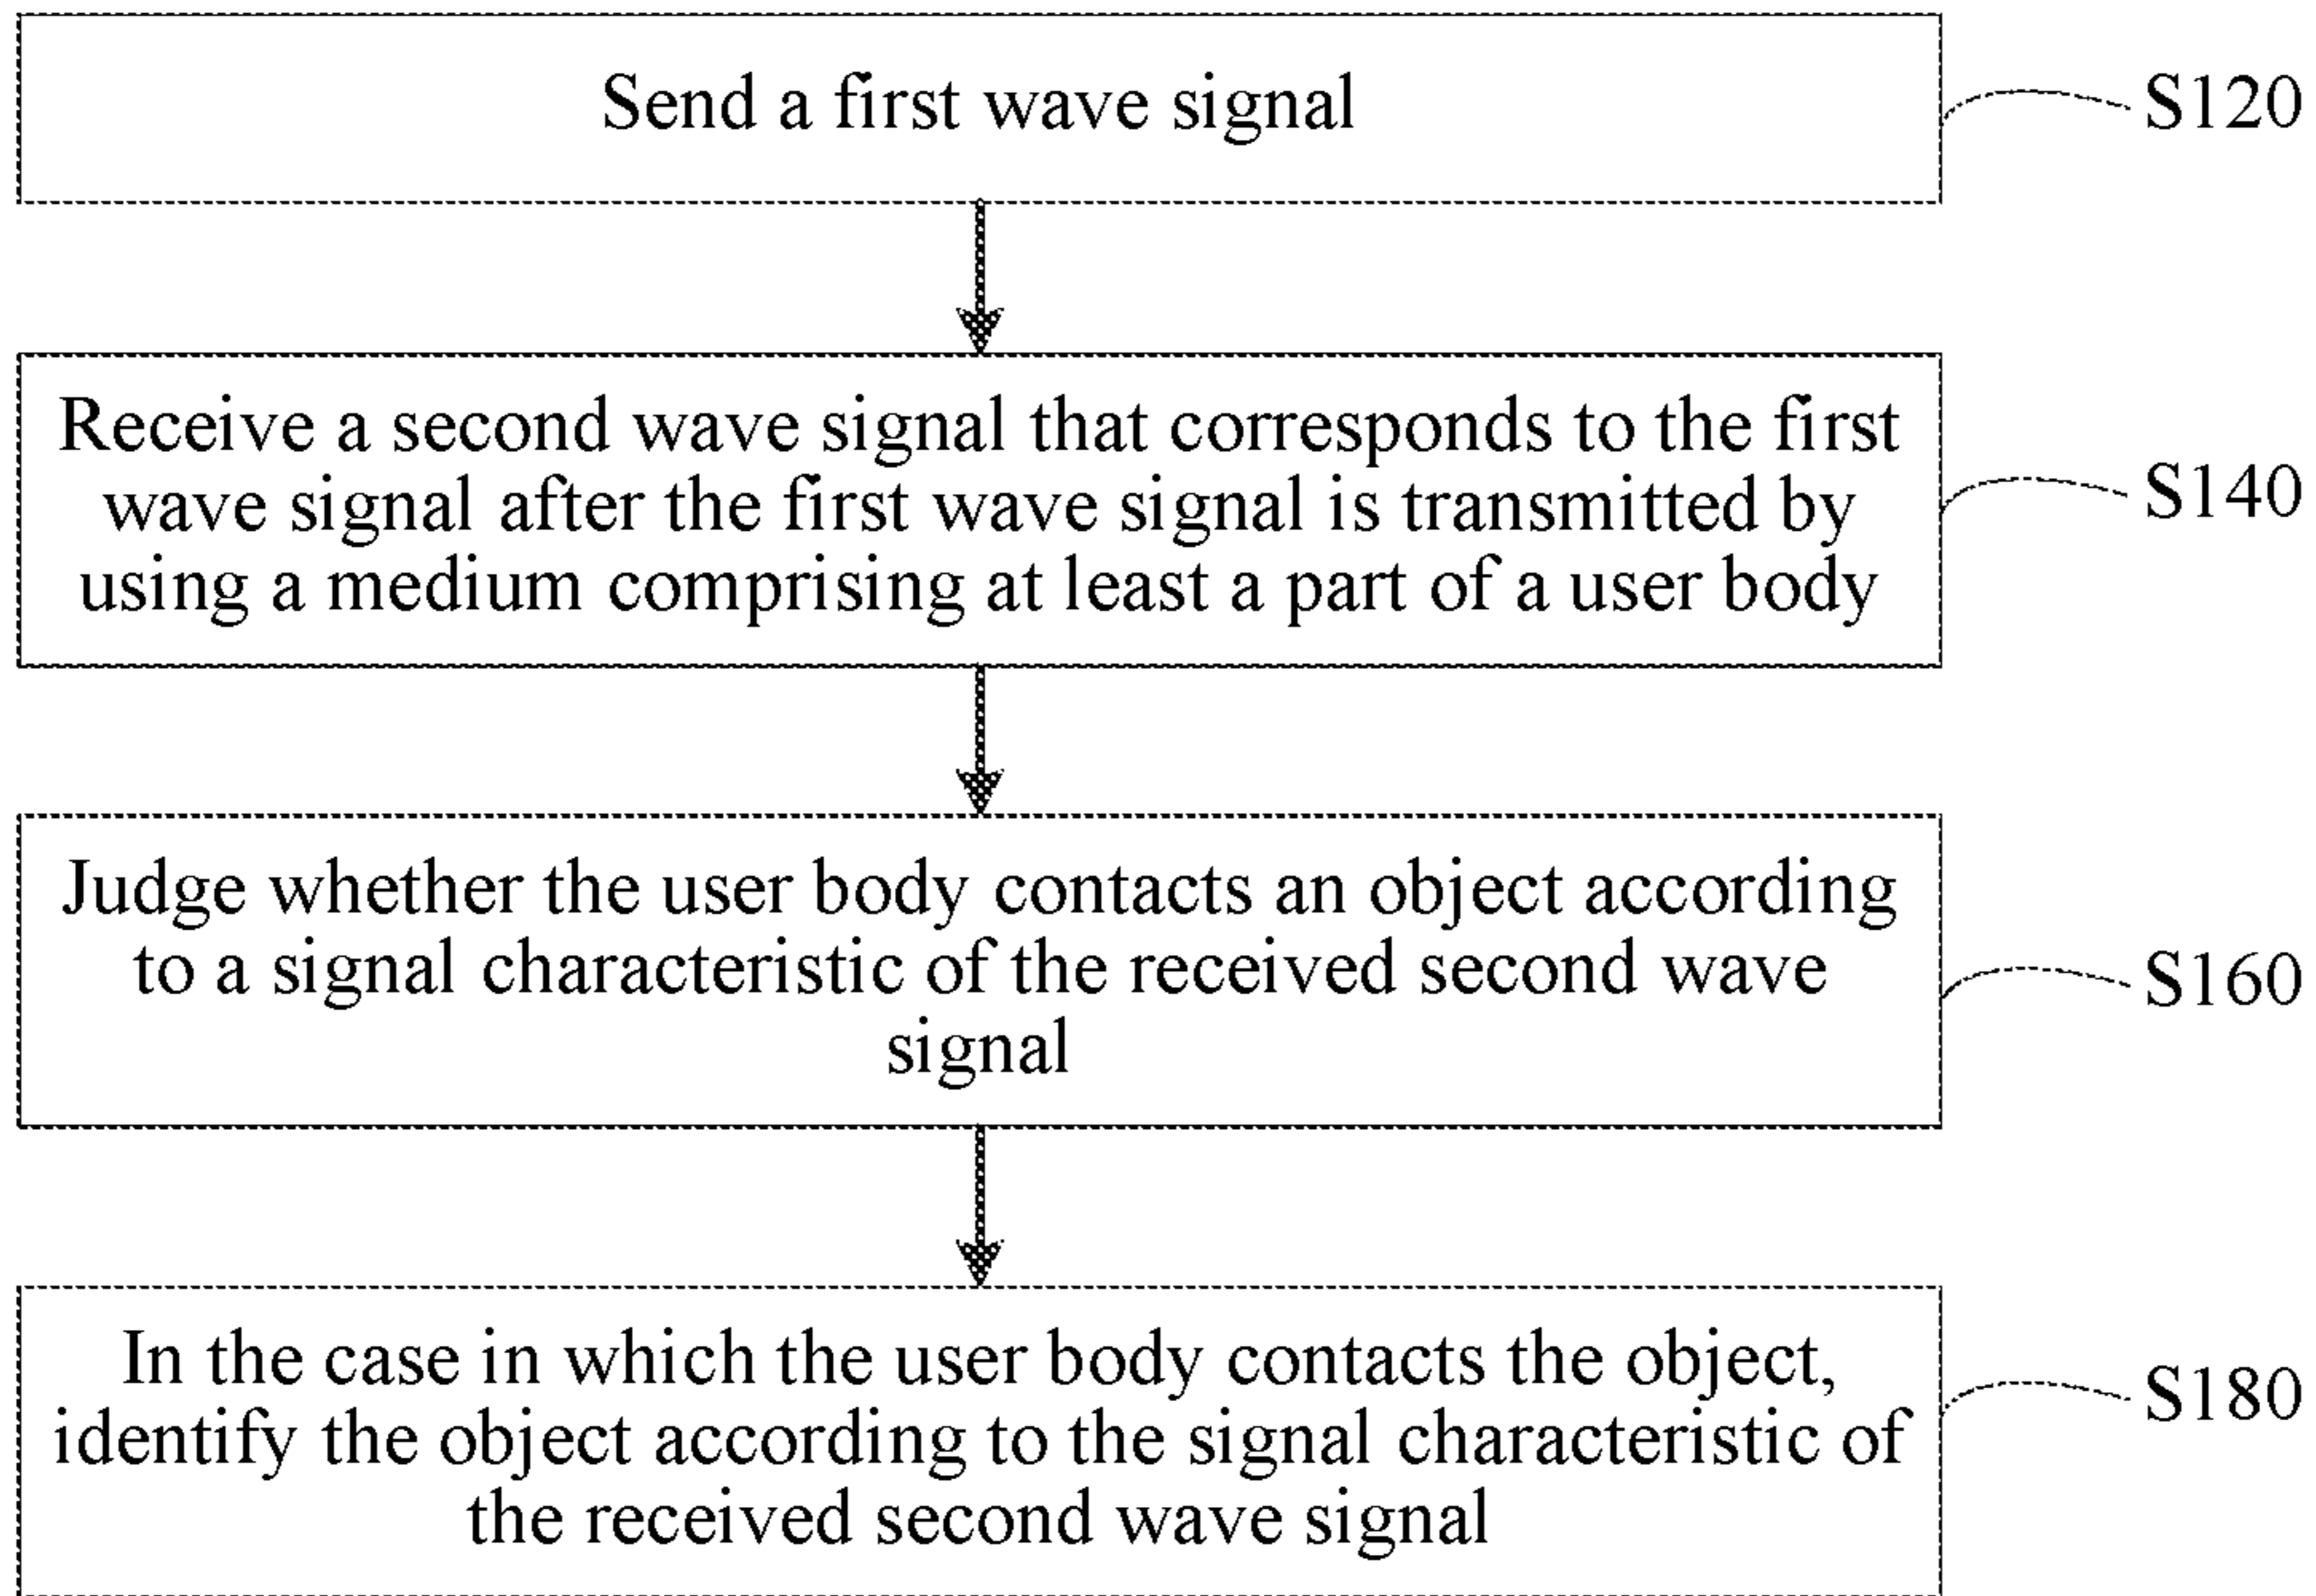 Send a first wave signal
S120
Receive a second wave signal that corresponds to the first
wave signal after the first wave signal is transmitted by
using a medium comprising at least a part of a user body
S140
Judge whether the user body contacts an object according
to a signal characteristic of the received second wave
signal
S160
In the case in which the user body contacts the object,
identify the object according to the signal characteristic of
the received second wave signal
S180